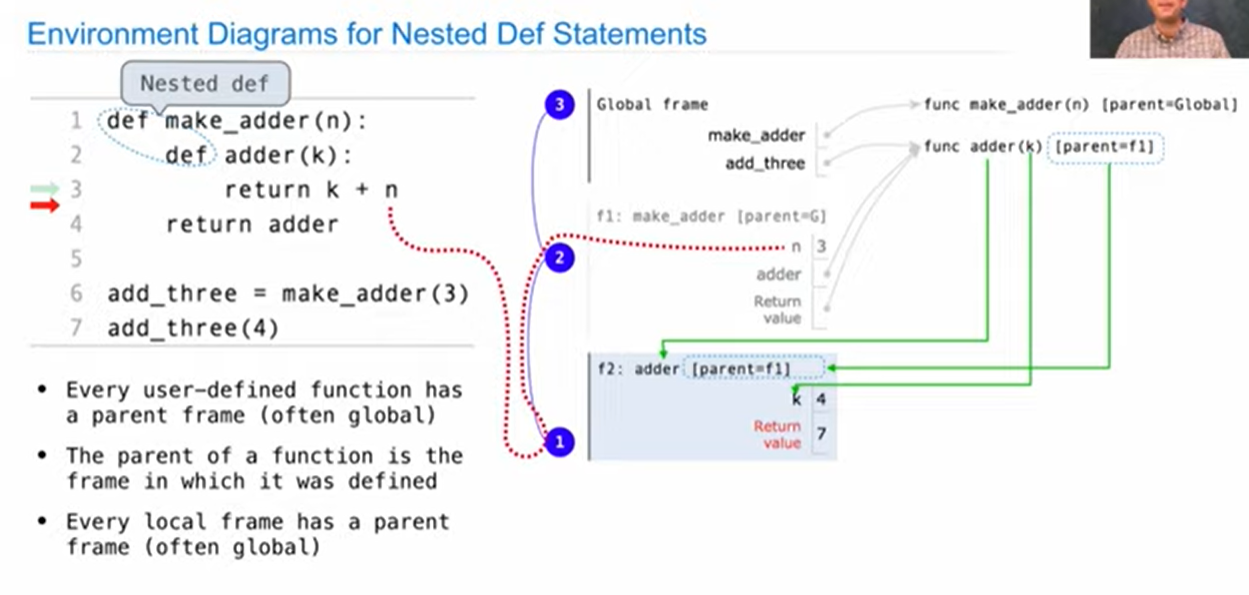 Environment Diagrams for Nested Def Statements
Nested def
1 def make_adder(n):
2 def adder(k):
3 return k + n
4 return adder
5
6 add_three = make_adder(3)
7 add_three(4)
• Every user-defined function has
a parent frame (often global)
• The parent of a function is the
frame in which it was defined
• Every local frame has a parent
frame (often global)
3
Global frame
make_adder
add_three
func make_adder(n) [parent=Global]
func adder(k) [parent=f1]
2
f1: make_adder [parent=G]
n 3
adder
Return
value
1
f2: adder [parent=f1]
k 4
Return
value 7